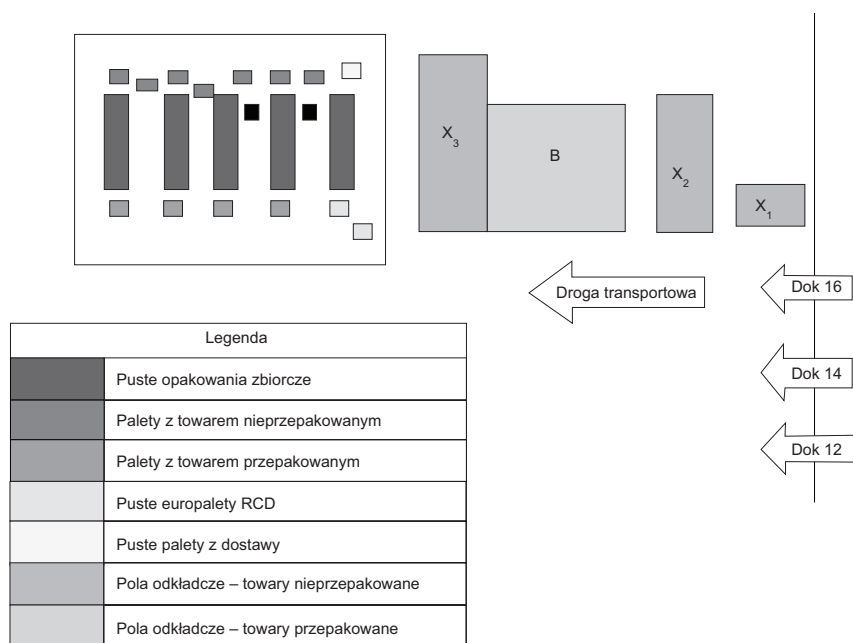 X3
B
X2
X1
Droga transportowa
Dok 16
Dok 14
Dok 12
Legenda
Puste opakowania zbiorcze
Palety z towarem nieprzepakowanym
Palety z towarem przepakowanym
Puste europalety RCD
Puste palety z dostawy
Pola odkładcze – towary nieprzepakowane
Pola odkładcze – towary przepakowane